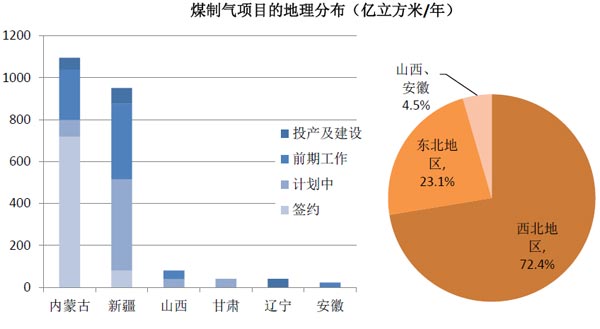 煤制气项目的地理分布（亿立方米/年）
1200
1000
800
600
400
200
0
内蒙古
新疆
山西
甘肃
辽宁
安徽
投产及建设
前期工作
计划中
签约
山西、
安徽
4.5%
东北地
区,
23.1%
西北地
区,
72.4%